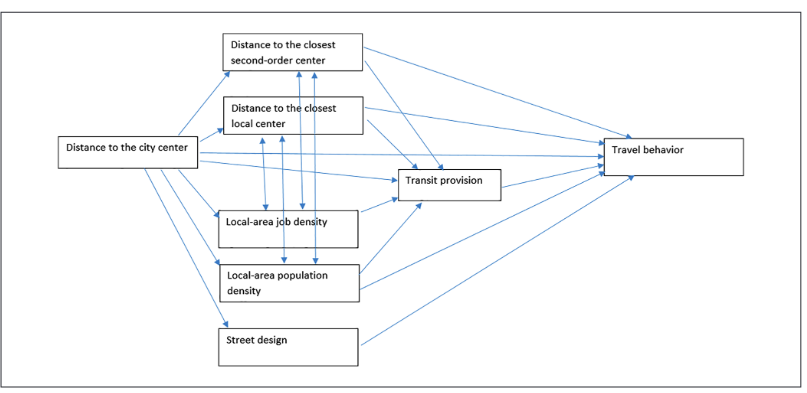 Distance to the closest
second-order center
Distance to the closest
local center
Distance to the city center
Travel behavior
Transit provision
Local-area job density
Local-area population
density
Street design